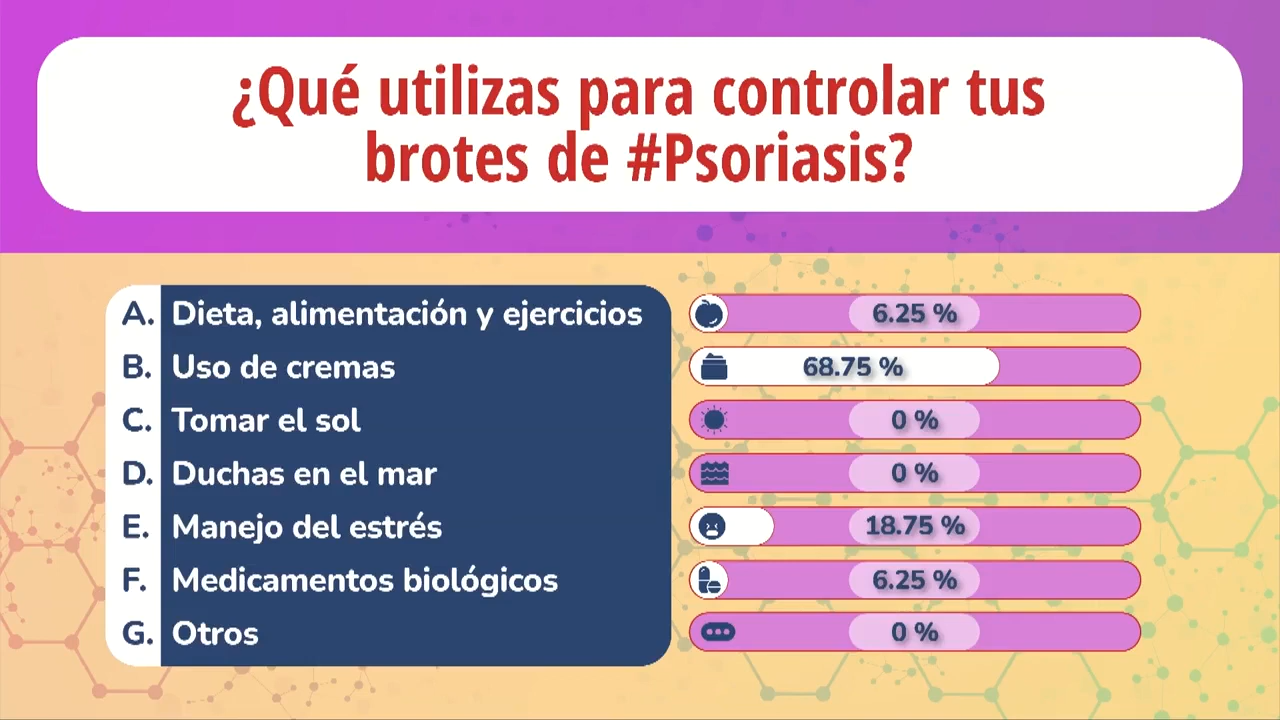 ¿Qué utilizas para controlar tus
brotes de #Psoriasis?
A. Dieta, alimentación y ejercicios 6.25 %
B. Uso de cremas 68.75 %
C. Tomar el sol 0 %
D. Duchas en el mar 0 %
E. Manejo del estrés 18.75 %
F. Medicamentos biológicos 6.25 %
G. Otros 0 %